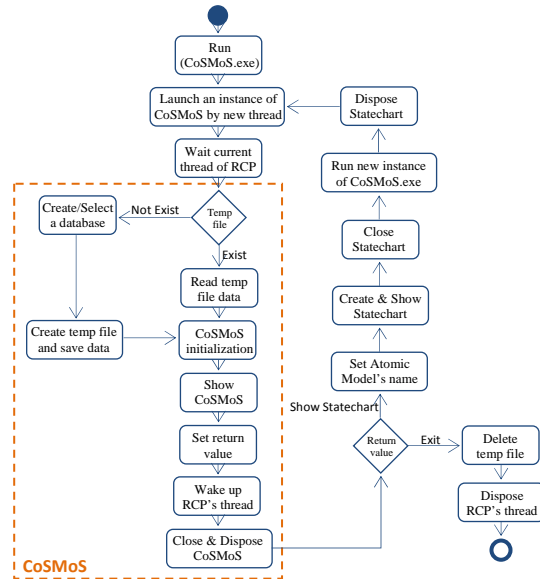 Run
(CoSMoS.exe)
Launch an instance of
CoSMoS by new thread
Wait current
thread of RCP
Temp
file
Not Exist
Create/Select
a database
Exist
Read temp
file data
Create temp file
and save data
CoSMoS
initialization
Show
CoSMoS
Set return
value
Wake up
RCP's thread
Close & Dispose
CoSMoS
CoSMoS
Dispose
Statechart
Run new instance
of CoSMoS.exe
Close
Statechart
Create & Show
Statechart
Set Atomic
Model's name
Show Statechart
Return
value
Exit
Delete
temp file
Dispose
RCP's thread